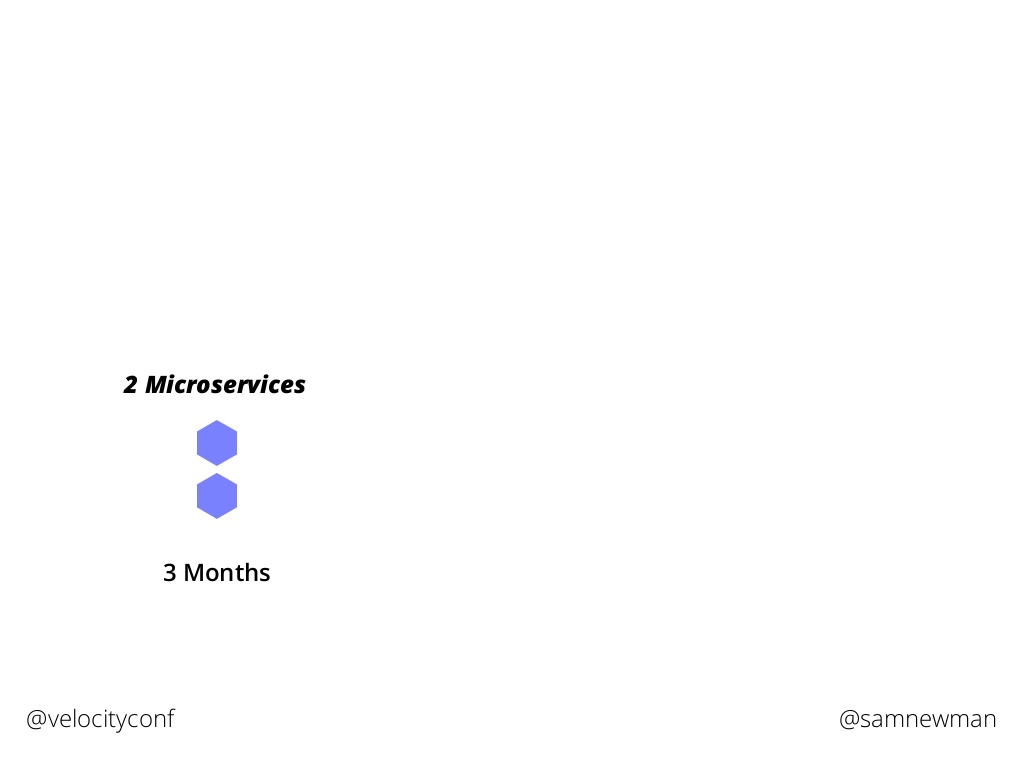 2 Microservices
3 Months
@velocityconf
@samnewman